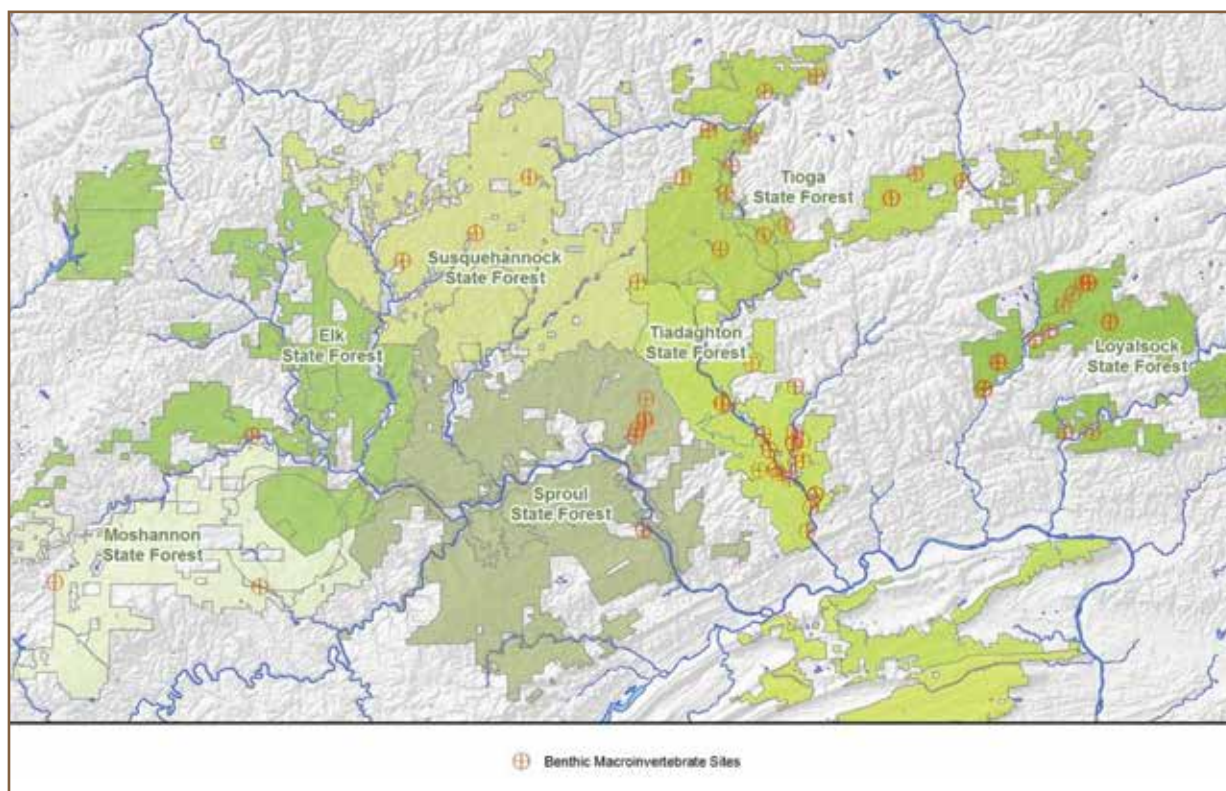 Tioga
State Forest
Susquehannock
State Forest
Elk
State Forest
Tiadaghton
State Forest
Loyalsock
State Forest
Sproul
State Forest
Moshannon
State Forest
Benthic Macroinvertebrate Sites